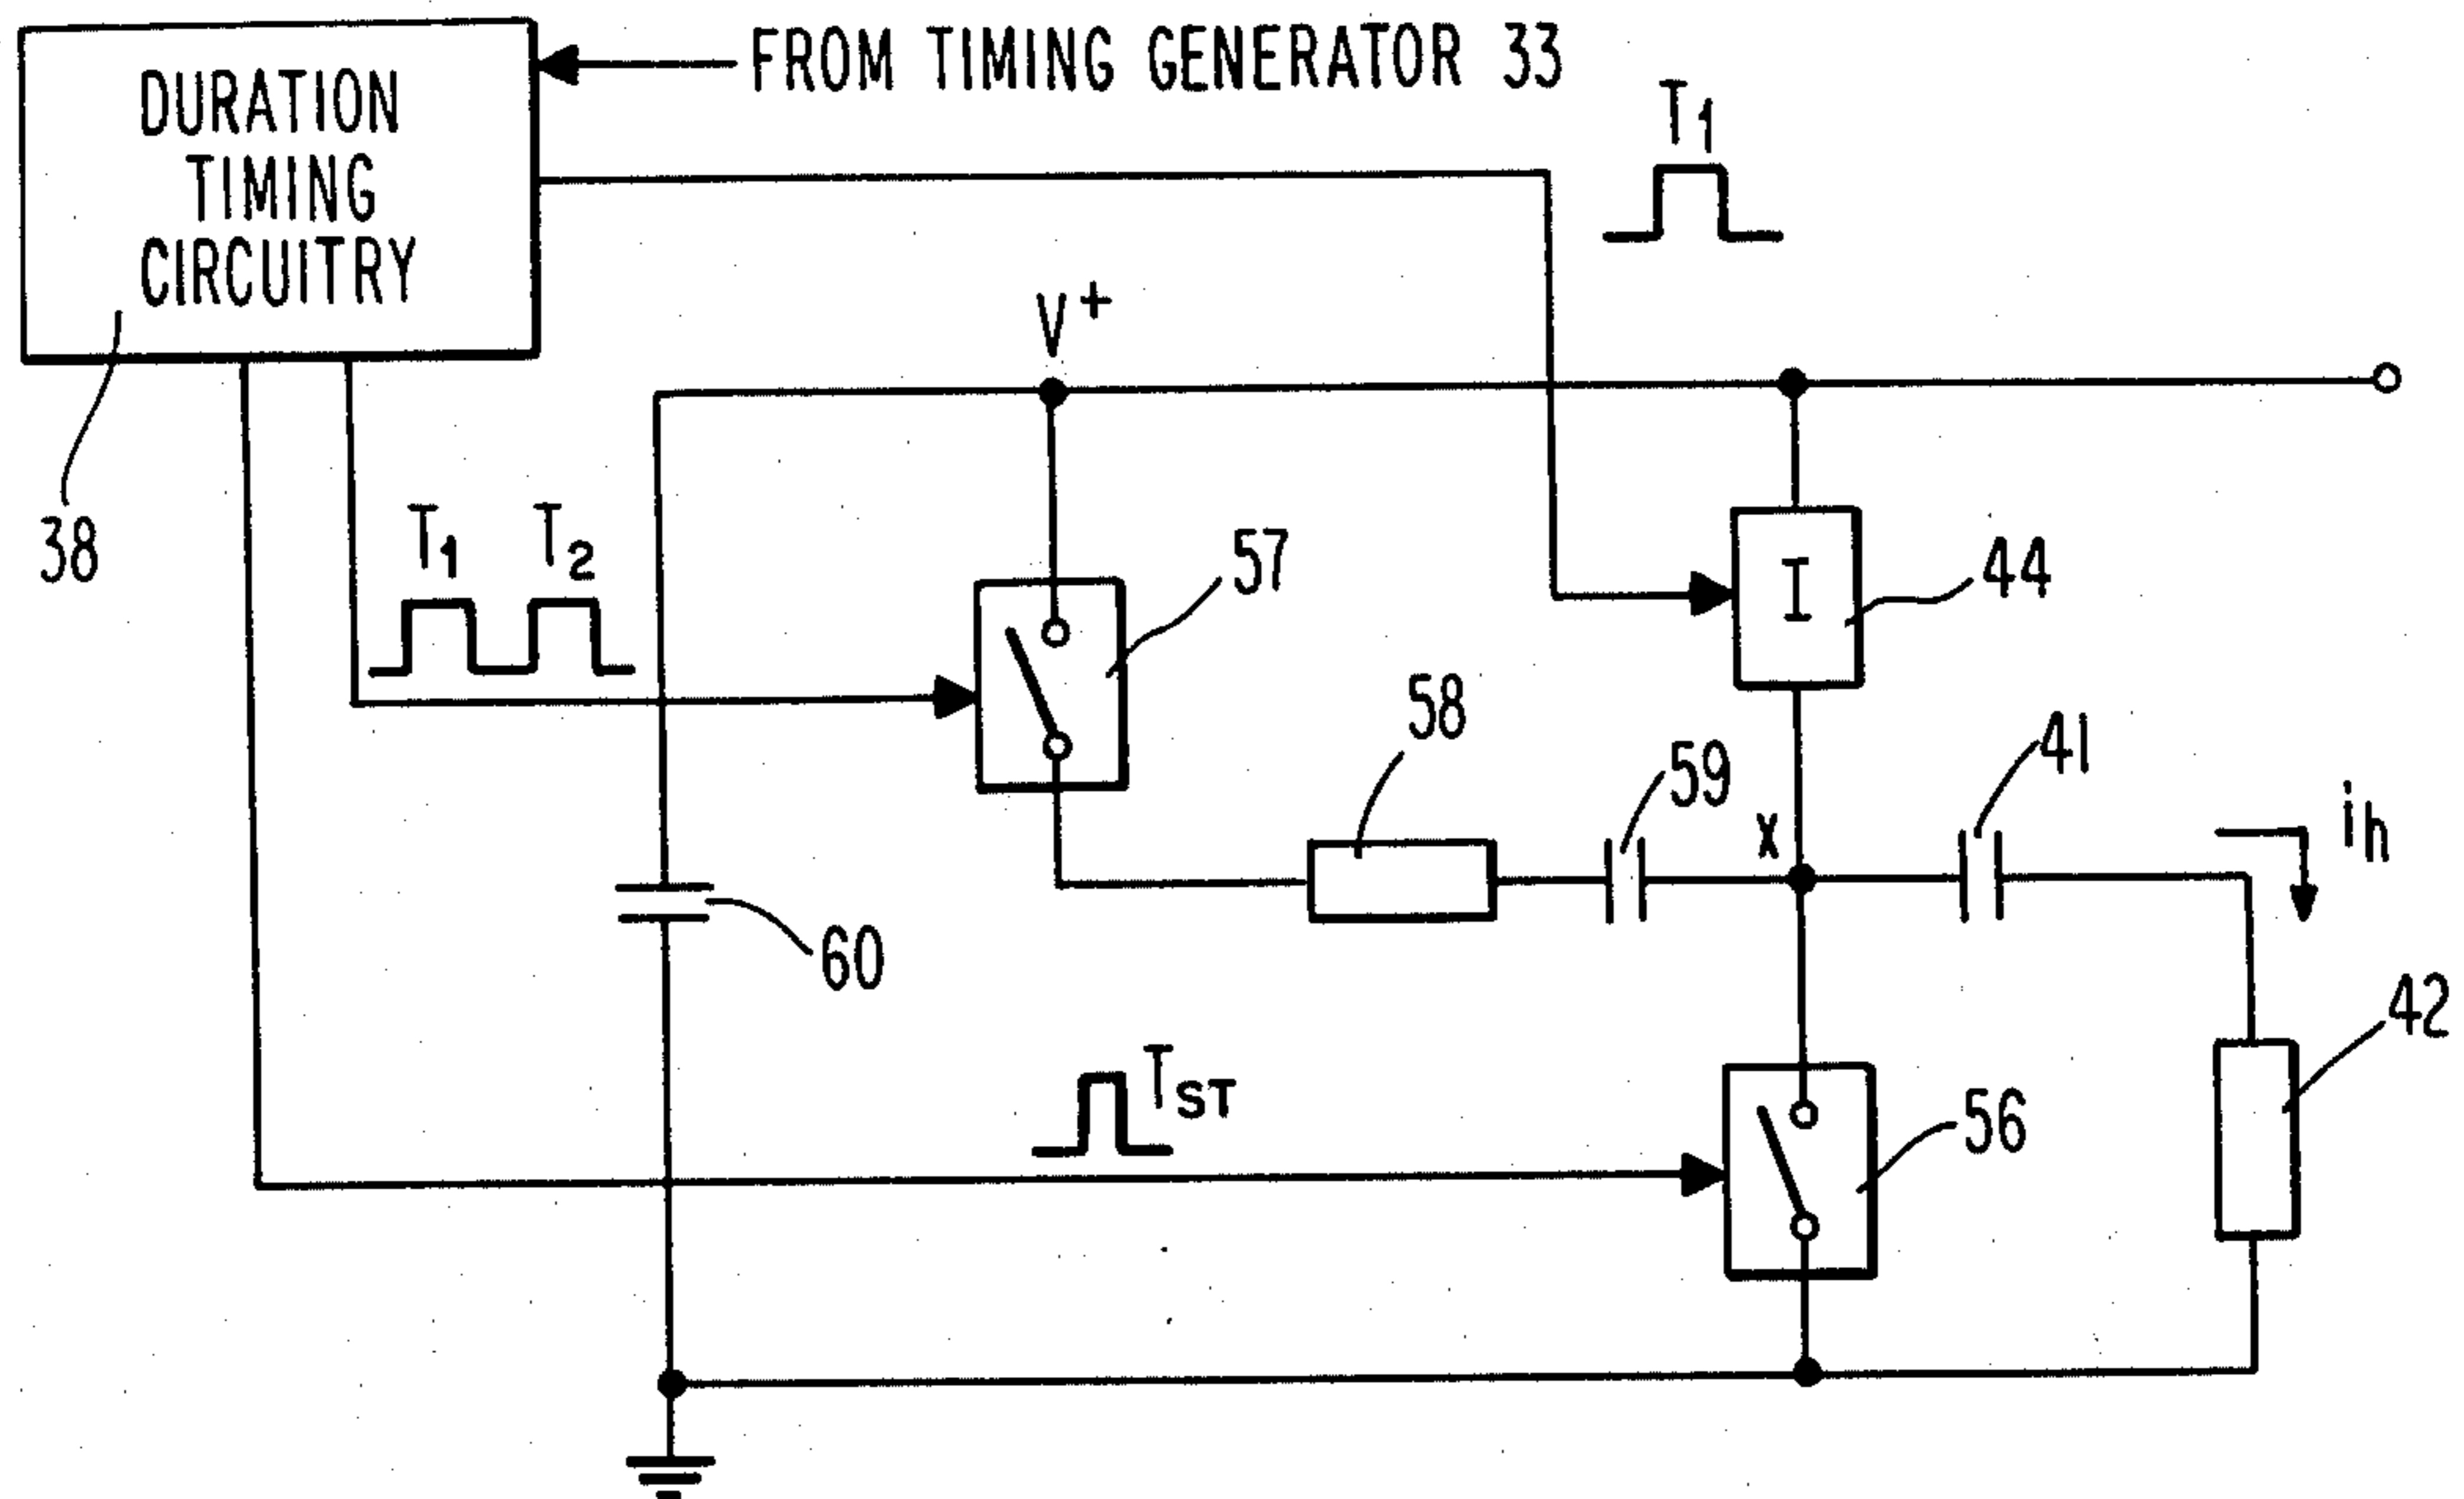 FROM TIMING GENERATOR 33
DURATION
TIMING
CIRCUITRY
T1
V+
38
T1 T2
57
I
44
58
59
X
41
ih
60
42
TST
56